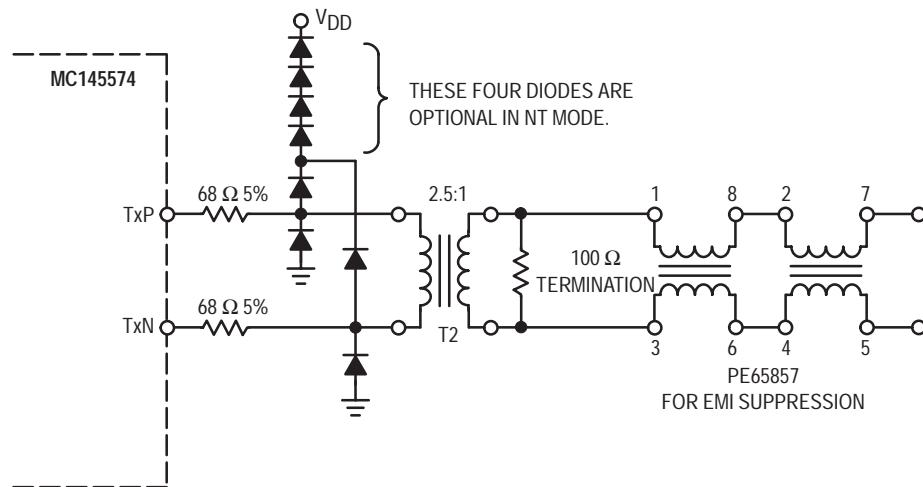 VDD
MC145574
THESE FOUR DIODES ARE
OPTIONAL IN NT MODE.
68 Ω 5%
2.5:1
1
8
2
7
TxP
100 Ω
TERMINATION
68 Ω 5%
TxN
T2
3
6
4
5
PE65857
FOR EMI SUPPRESSION